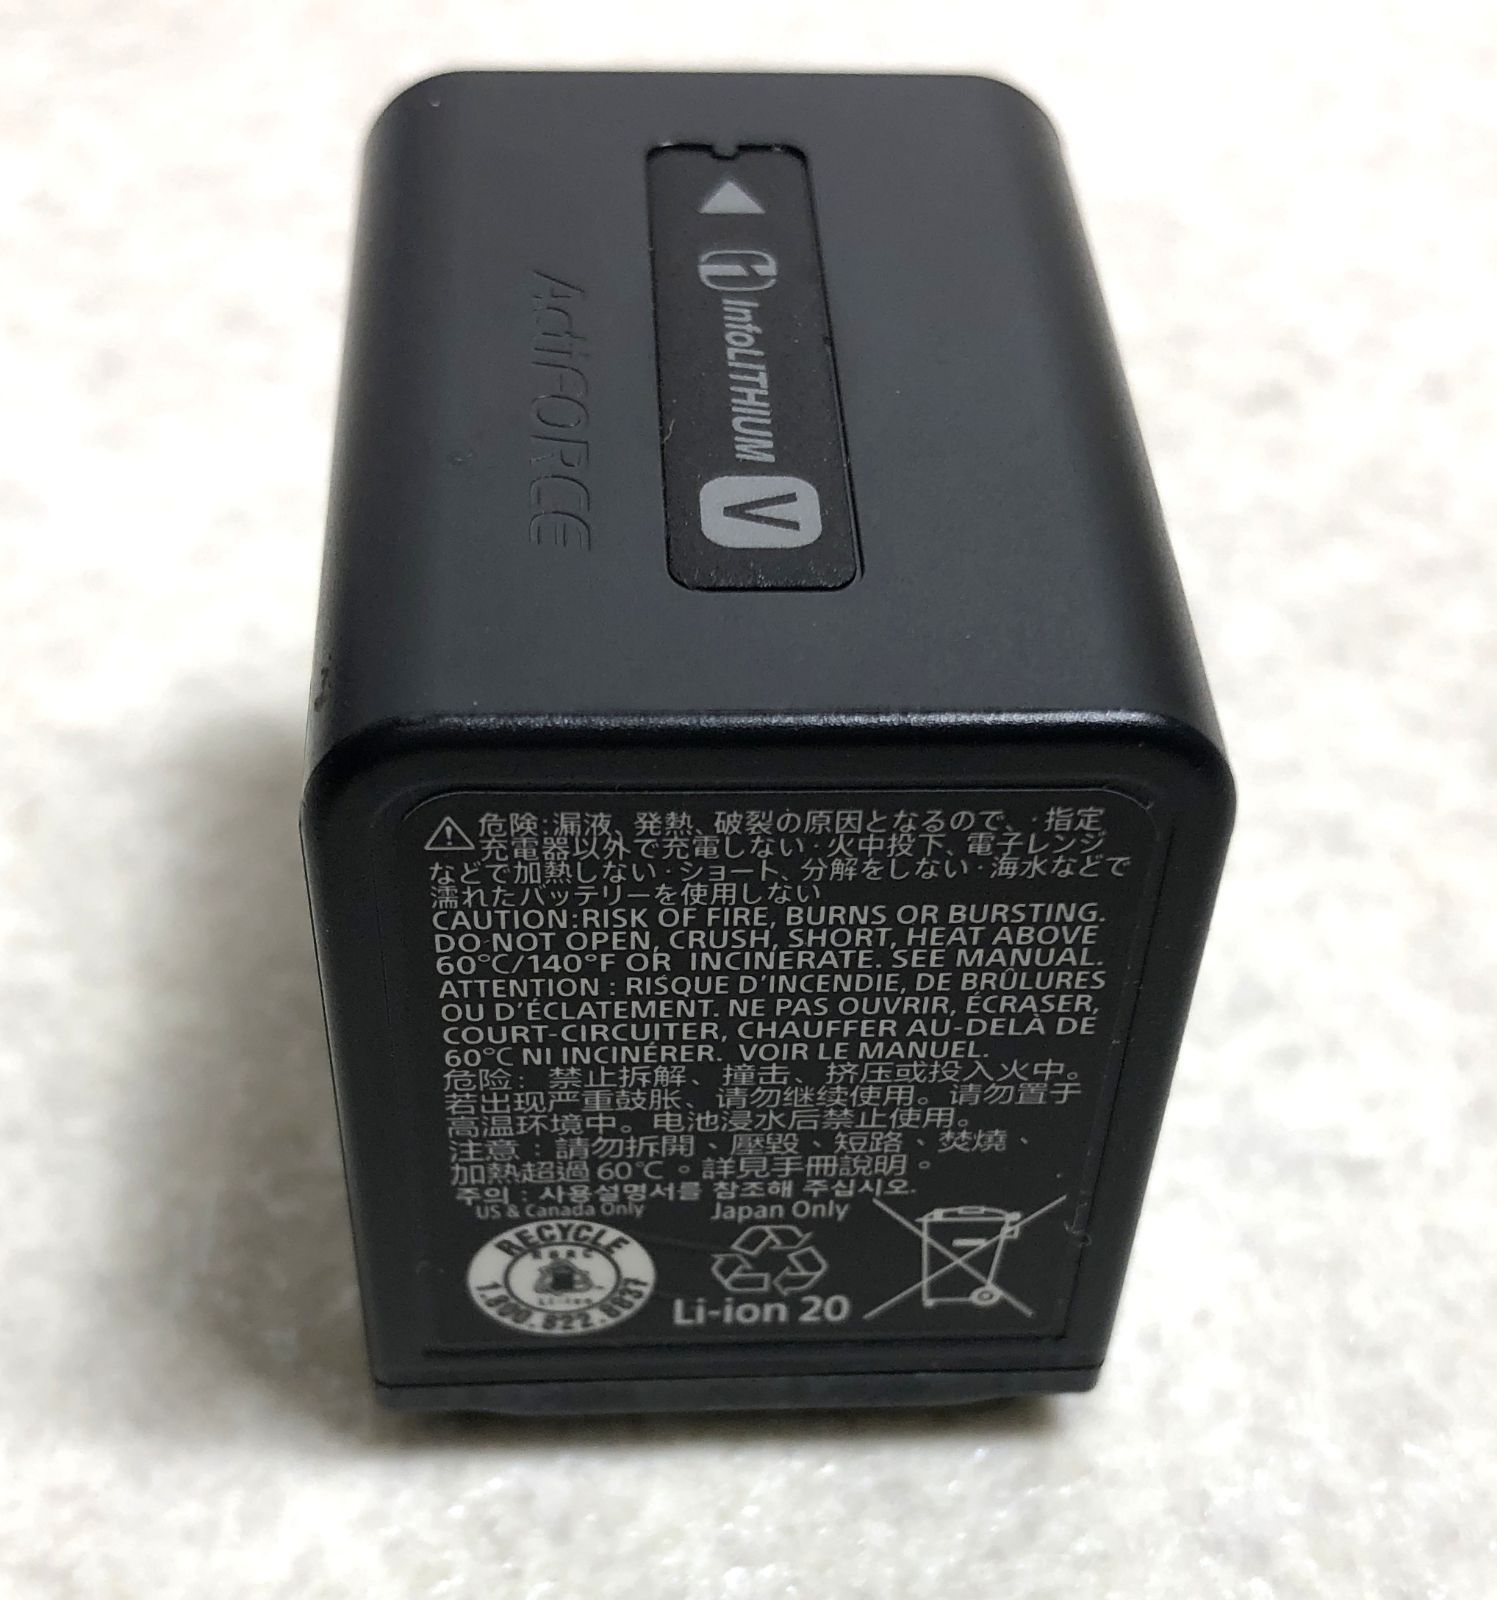 InfoLITHIUM V
ActiFORCE
危険:漏液、発熱、破裂の原因となるので、·指定
充電器以外で充電しない·火中投下、電子レンジ
などで加熱しない·ショート、分解をしない·海水などで
濡れたバッテリーを使用しない
CAUTION:RISK OF FIRE, BURNS OR BURSTING.
DO NOT OPEN, CRUSH, SHORT, HEAT ABOVE
60°C/140°F OR INCINERATE. SEE MANUAL.
ATTENTION : RISQUE D'INCENDIE, DE BRÛLURES
OU D'ÉCLATEMENT. NE PAS OUVRIR, ÉCRASER,
COURT-CIRCUITER, CHAUFFER AU-DELÀ DE
60°C NI INCINÉRER. VOIR LE MANUEL.
危险：禁止拆解、撞击、挤压或投入火中。
若出现严重鼓胀、请勿继续使用。请勿置于
高温环境中。电池浸水后禁止使用。
注意：請勿拆開、壓毀、短路、焚燒、
加熱超過60°C。詳見手冊說明。
주의 : 사용설명서를 참조해 주십시오.
US & Canada Only
Japan Only
RECYCLE
RBRC
Li-ion
1.800.822.8837
Li-ion 20